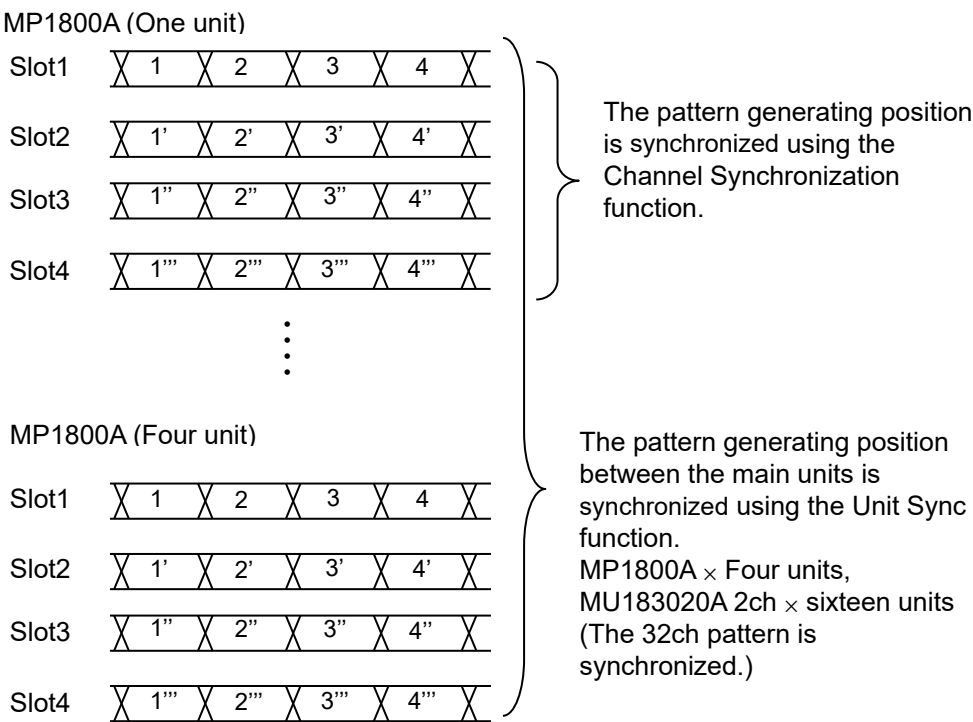 MP1800A (One unit)
Slot1 1 2 3 4
Slot2 1’ 2’ 3’ 4’
Slot3 1’’ 2’’ 3’’ 4’’
Slot4 1’’’ 2’’’ 3’’’ 4’’’
The pattern generating position
is synchronized using the
Channel Synchronization
function.
MP1800A (Four unit)
Slot1 1 2 3 4
Slot2 1’ 2’ 3’ 4’
Slot3 1’’ 2’’ 3’’ 4’’
Slot4 1’’’ 2’’’ 3’’’ 4’’’
The pattern generating position
between the main units is
synchronized using the Unit Sync
function.
MP1800A × Four units,
MU183020A 2ch × sixteen units
(The 32ch pattern is
synchronized.)